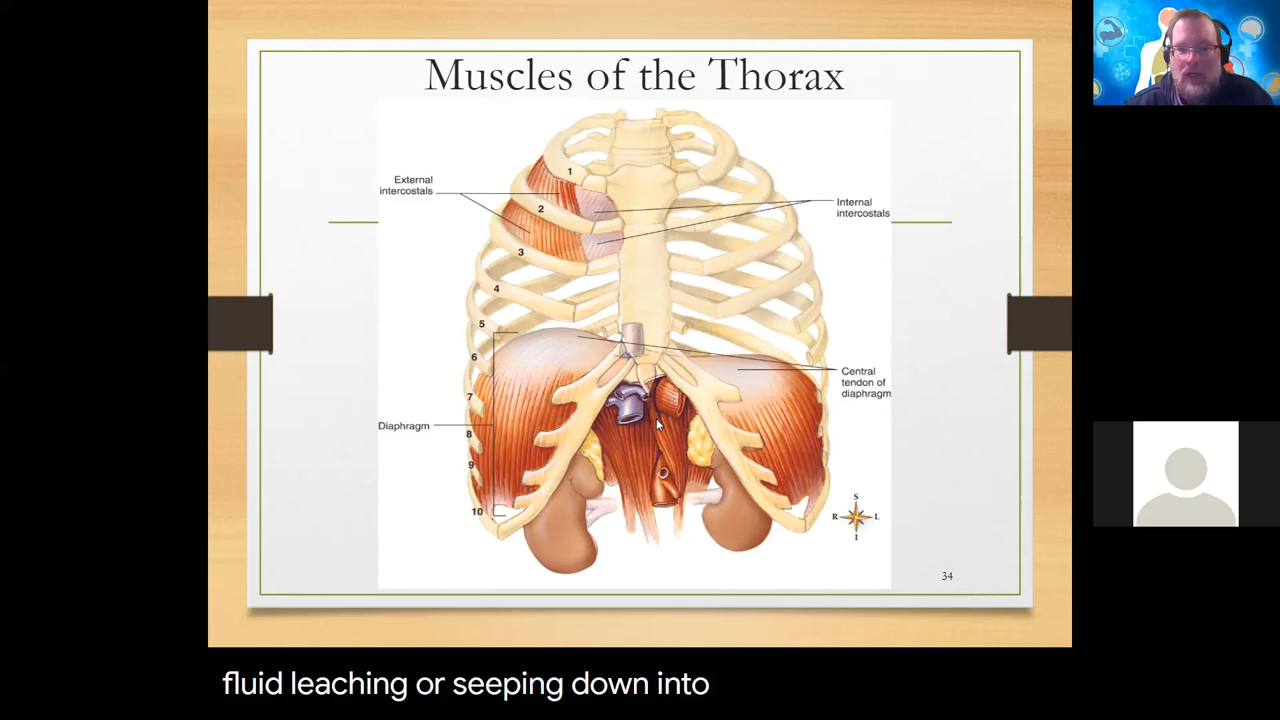 Muscles of the Thorax
External
intercostals
1
2
3
4
5
6
7
8
9
10
Internal
intercostals
Central
tendon of
diaphragm
Diaphragm
S
R
L
I
34
fluid leaching or seeping down into